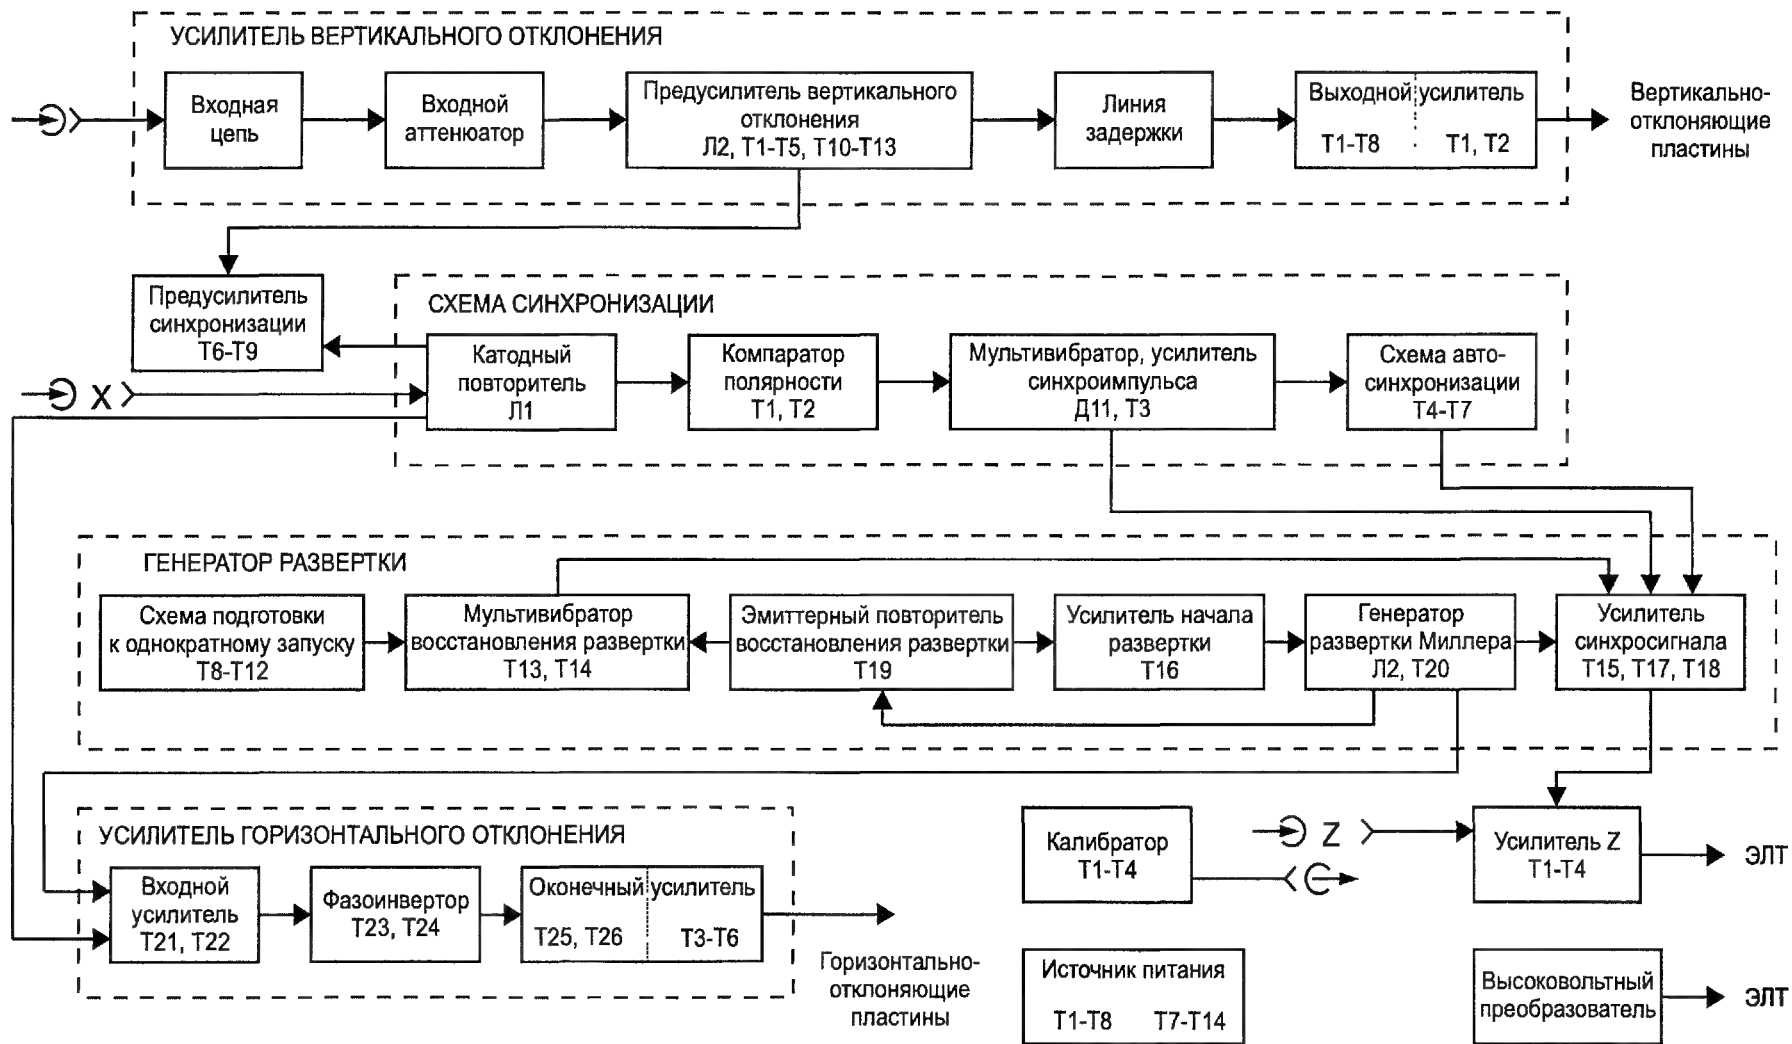 УСИЛИТЕЛЬ ВЕРТИКАЛЬНОГО ОТКЛОНЕНИЯ
Входная
цепь
Входной
аттенюатор
Предусилитель вертикального
отклонения
Л2, Т1-Т5, Т10-Т13
Линия
задержки
Выходной усилитель
Т1-Т8 Т1, Т2
Вертикально-
отклоняющие
пластины
Предусилитель
синхронизации
Т6-Т9
СХЕМА СИНХРОНИЗАЦИИ
X
Катодный
повторитель
Л1
Компаратор
полярности
Т1, Т2
Мультивибратор, усилитель
синхроимпульса
Д11, Т3
Схема авто-
синхронизации
Т4-Т7
ГЕНЕРАТОР РАЗВЕРТКИ
Схема подготовки
к однократному запуску
Т8-Т12
Мультивибратор
восстановления развертки
Т13, Т14
Эмиттерный повторитель
восстановления развертки
Т19
Усилитель начала
развертки
Т16
Генератор
развертки Миллера
Л2, Т20
Усилитель
синхросигнала
Т15, Т17, Т18
УСИЛИТЕЛЬ ГОРИЗОНТАЛЬНОГО ОТКЛОНЕНИЯ
Входной
усилитель
Т21, Т22
Фазоинвертор
Т23, Т24
Оконечный усилитель
Т25, Т26 Т3-Т6
Горизонтально-
отклоняющие
пластины
Калибратор
Т1-Т4
Z
Усилитель Z
Т1-Т4
ЭЛТ
Источник питания
Т1-Т8 Т7-Т14
Высоковольтный
преобразователь
ЭЛТ